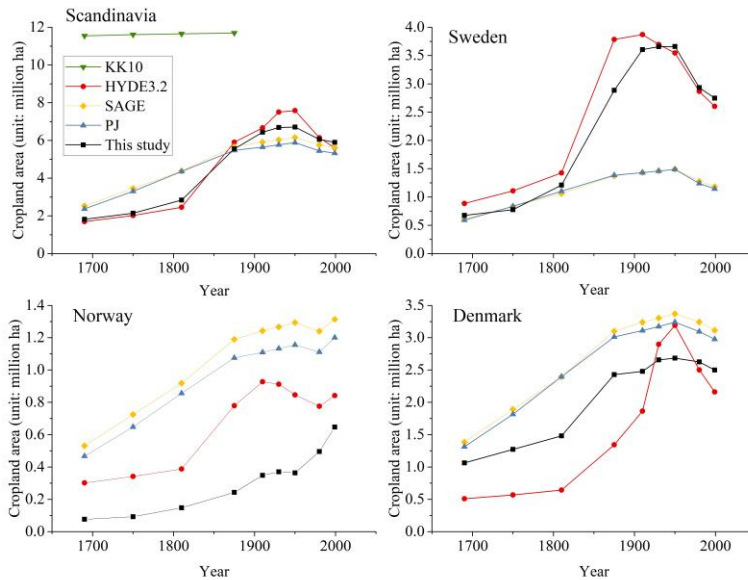 Scandinavia
12
10
8
6
4
2
0
Cropland area (unit: million ha)
KK10
HYDE3.2
SAGE
PJ
This study
1700 1800 1900 2000
Year
Sweden
4.0
3.5
3.0
2.5
2.0
1.5
1.0
0.5
0.0
Cropland area (unit: million ha)
1700 1800 1900 2000
Year
Norway
1.4
1.2
1.0
0.8
0.6
0.4
0.2
0.0
Cropland area (unit: million ha)
1700 1800 1900 2000
Year
Denmark
3.5
3.0
2.5
2.0
1.5
1.0
0.5
0.0
Cropland area (unit: million ha)
1700 1800 1900 2000
Year